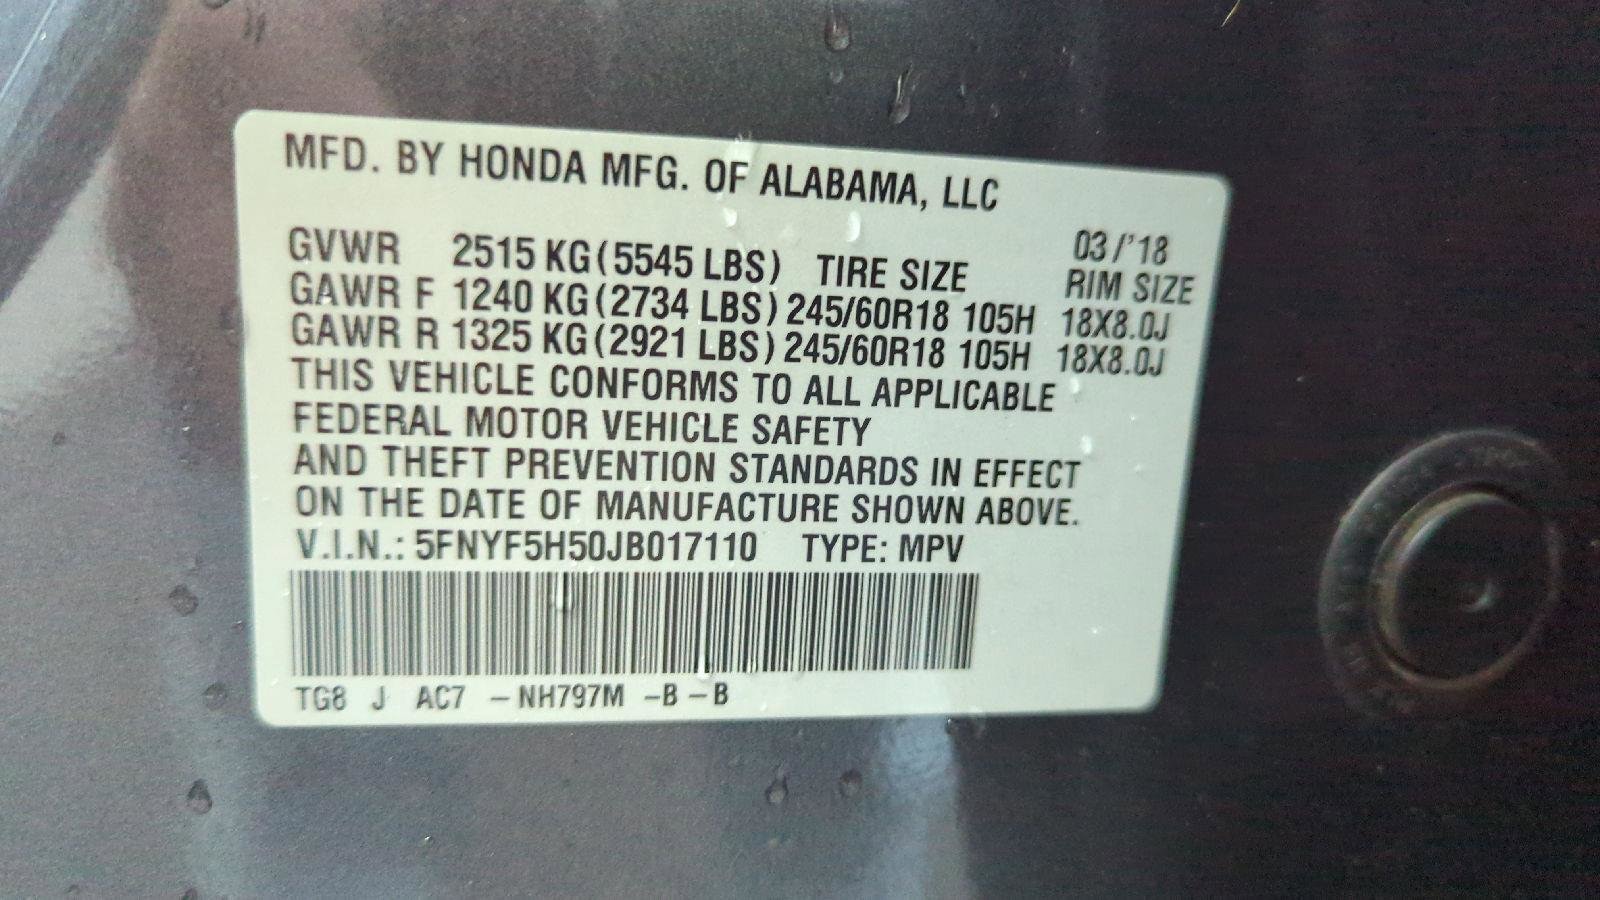 MFD. BY HONDA MFG. OF ALABAMA, LLC
03/'18
GVWR 2515 KG (5545 LBS) TIRE SIZE RIM SIZE
GAWR F 1240 KG (2734 LBS) 245/60R18 105H 18X8.0J
GAWR R 1325 KG (2921 LBS) 245/60R18 105H 18X8.0J
THIS VEHICLE CONFORMS TO ALL APPLICABLE
FEDERAL MOTOR VEHICLE SAFETY
AND THEFT PREVENTION STANDARDS IN EFFECT
ON THE DATE OF MANUFACTURE SHOWN ABOVE.
V.I.N.: 5FNYF5H50JB017110 TYPE: MPV
TG8 J AC7 -NH797M -B -B